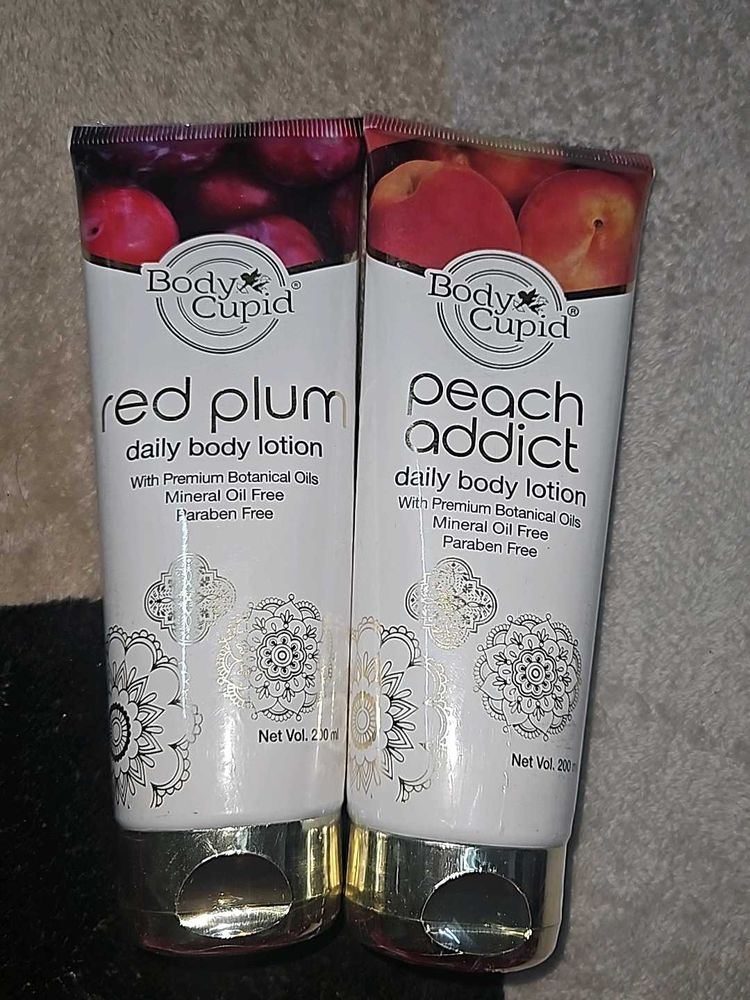 Body
Cupid®
red plum
daily body lotion
With Premium Botanical Oils
Mineral Oil Free
Paraben Free
Net Vol. 200 ml
Body
Cupid®
peach
addict
daily body lotion
With Premium Botanical Oils
Mineral Oil Free
Paraben Free
Net Vol. 200 m